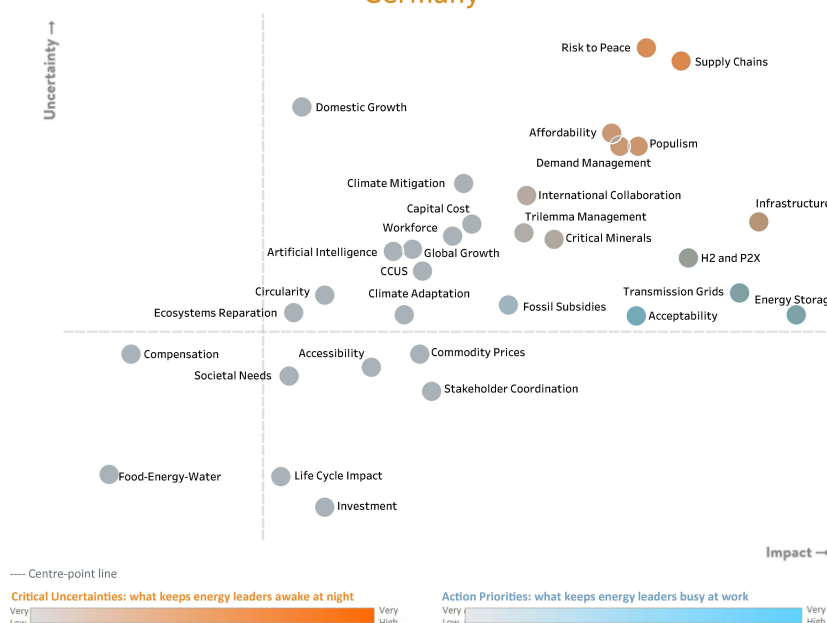 Germany
Uncertainty →
Risk to Peace
Supply Chains
Domestic Growth
Affordability
Populism
Demand Management
Climate Mitigation
International Collaboration
Infrastructure
Capital Cost
Trilemma Management
Workforce
Critical Minerals
Artificial Intelligence
Global Growth
H2 and P2X
CCUS
Circularity
Climate Adaptation
Transmission Grids
Energy Storag
Ecosystems Reparation
Fossil Subsidies
Acceptability
Compensation
Accessibility
Commodity Prices
Societal Needs
Stakeholder Coordination
Food-Energy-Water
Life Cycle Impact
Investment
Impact →
---- Centre-point line
Critical Uncertainties: what keeps energy leaders awake at night
Very Low
Very High
Action Priorities: what keeps energy leaders busy at work
Very Low
Very High